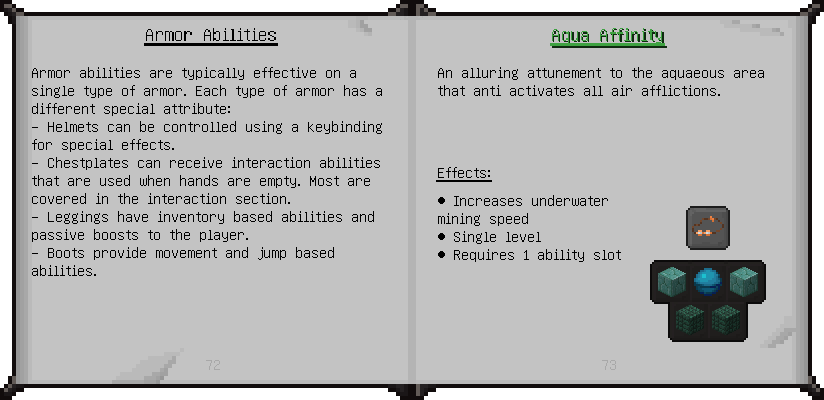 Armor Abilities
Armor abilities are typically effective on a
single type of armor. Each type of armor has a
different special attribute:
- Helmets can be controlled using a keybinding
for special effects.
- Chestplates can receive interaction abilities
that are used when hands are empty. Most are
covered in the interaction section.
- Leggings have inventory based abilities and
passive boosts to the player.
- Boots provide movement and jump based
abilities.
72
Aqua Affinity
An alluring attunement to the aquaeous area
that anti activates all air afflictions.
Effects:
● Increases underwater
mining speed
● Single level
● Requires 1 ability slot
73